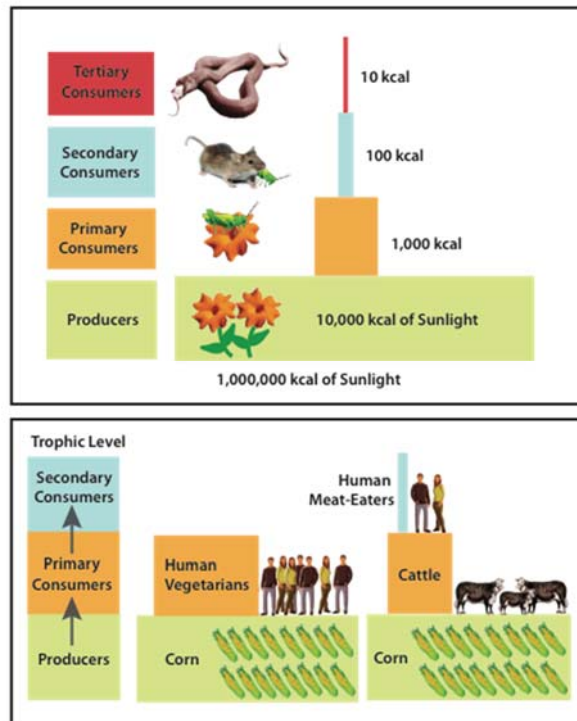 Tertiary
Consumers
10 kcal
Secondary
Consumers
100 kcal
Primary
Consumers
1,000 kcal
Producers
10,000 kcal of Sunlight
1,000,000 kcal of Sunlight
Trophic Level
Secondary
Consumers
Primary
Consumers
Producers
Human
Vegetarians
Corn
Human
Meat-Eaters
Cattle
Corn